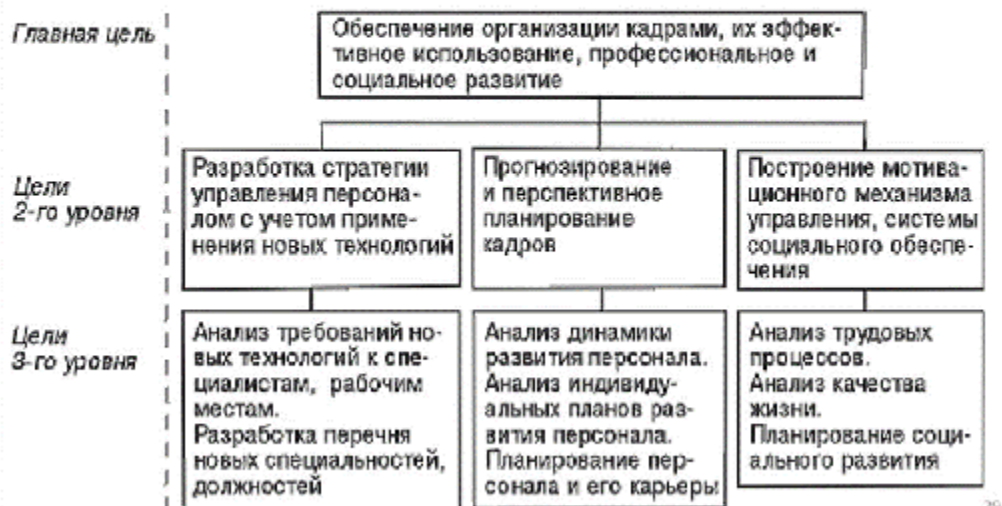 Главная цель
Обеспечение организации кадрами, их эффек-
тивное использование, профессиональное и
социальное развитие
Цели
2-го уровня
Разработка стратегии
управления персона-
лом с учетом приме-
нения новых технологий
Прогнозирование
и перспективное
планирование
кадров
Построение мотива-
ционного механизма
управления, системы
социального обеспе-
чения
Цели
3-го уровня
Анализ требований но-
вых технологий к спе-
циалистам, рабочим
местам.
Разработка перечня
новых специальностей,
должностей
Анализ динамики
развития персонала.
Анализ индивиду-
альных планов раз-
вития персонала.
Планирование пер-
сонала и его карьеры
Анализ трудовых
процессов.
Анализ качества
жизни.
Планирование соци-
ального развития